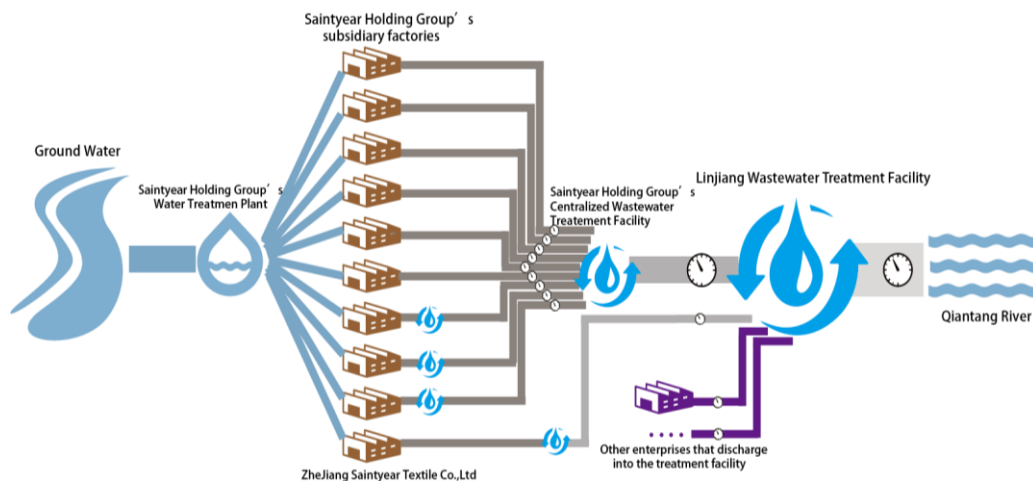 Saintyear Holding Group's
subsidiary factories
Ground Water
Saintyear Holding Group's
Water Treatmen Plant
Saintyear Holding Group's
Centralized Wastewater
Treatement Facility
Linjiang Wastewater Treatment Facility
Qiantang River
Other enterprises that discharge
into the treatment facility
ZheJiang Saintyear Textile Co.,Ltd